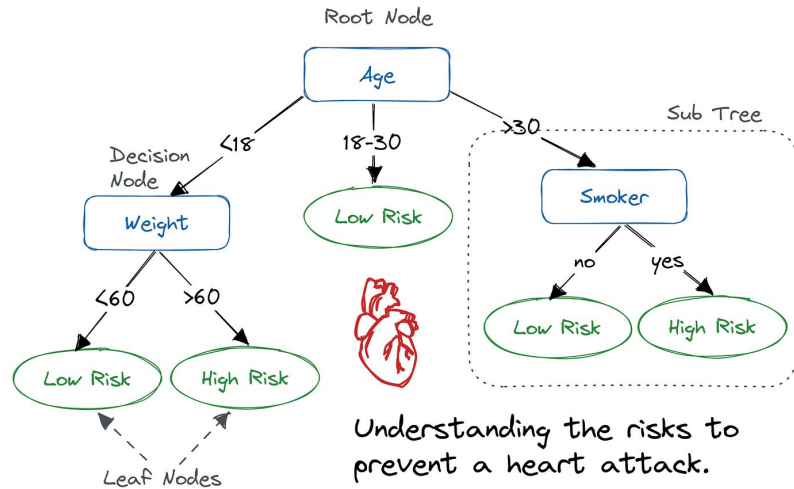 Root Node
Age
Sub Tree
<18
18-30
>30
Decision
Node
Weight
Low Risk
Smoker
<60
>60
no
yes
Low Risk
High Risk
Low Risk
High Risk
Leaf Nodes
Understanding the risks to
prevent a heart attack.